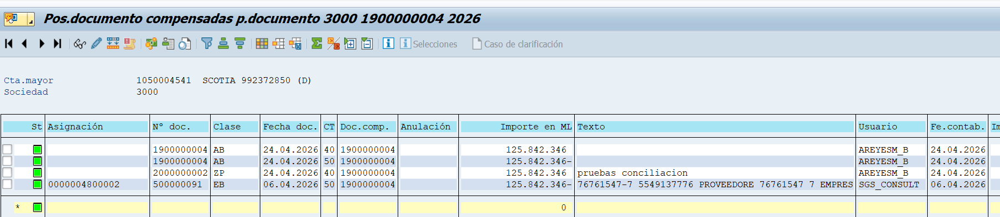 Pos.documento compensadas p.documento 3000 1900000004 2026
Selecciones Caso de clarificación
Cta.mayor 1050004541 SCOTIA 992372850 (D)
Sociedad 3000
St Asignación Nº doc. Clase Fecha doc. CT Doc.comp. Anulación Importe en ML Texto Usuario Fe.contab. Im
1900000004 AB 24.04.2026 40 1900000004 125.842.346 AREYESM_B 24.04.2026
1900000004 AB 24.04.2026 50 1900000004 125.842.346- AREYESM_B 24.04.2026
2000000002 ZP 24.04.2026 40 1900000004 125.842.346 pruebas conciliacion AREYESM_B 24.04.2026
0000004800002 500000091 EB 06.04.2026 50 1900000004 125.842.346- 76761547-7 5549137776 PROVEEDORE 76761547 7 EMPRES SGS_CONSULT 06.04.2026
* 0